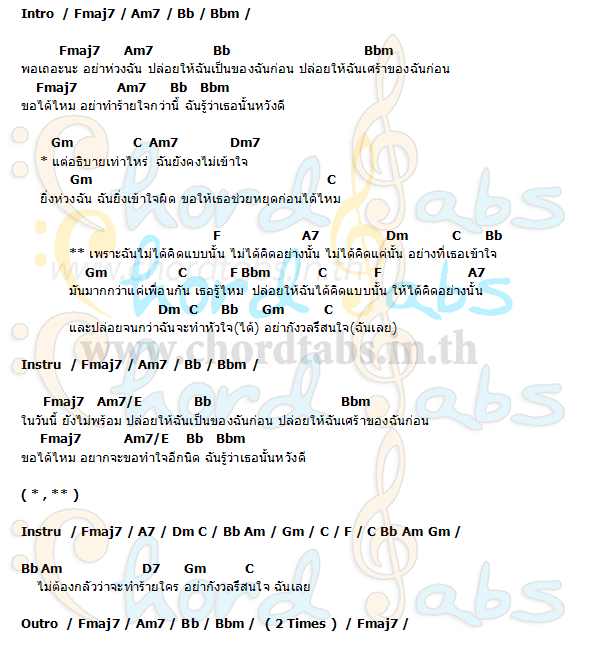 Intro / Fmaj7 / Am7 / Bb / Bbm /
Fmaj7 Am7 Bb Bbm
พอเถอะนะ อย่าห่วงฉัน ปล่อยให้ฉันเป็นของฉันก่อน ปล่อยให้ฉันเศร้าของฉันก่อน
Fmaj7 Am7 Bb Bbm
ขอได้ไหม อย่าทำร้ายใจกว่านี้ ฉันรู้ว่าเธอนั้นหวังดี
Gm C Am7 Dm7
* แต่อธิบายเท่าไหร่ ฉันยังคงไม่เข้าใจ
Gm C
ยิ่งห่วงฉัน ฉันยิ่งเข้าใจผิด ขอให้เธอช่วยหยุดก่อนได้ไหม
F A7 Dm C Bb
** เพราะฉันไม่ได้คิดแบบนั้น ไม่ได้คิดอย่างนั้น ไม่ได้คิดแค่นั้น อย่างที่เธอเข้าใจ
Gm C F Bbm C F A7
มันมากกว่าแค่เพื่อนกัน เธอรู้ไหม ปล่อยให้ฉันได้คิดแบบนั้น ให้ได้คิดอย่างนั้น
Dm C Bb Gm C
และปล่อยจนกว่าฉันจะทำหัวใจ(ได้) อย่ากังวลรึสนใจ(ฉันเลย)
www.chordtabs.in.th
Instru / Fmaj7 / Am7 / Bb / Bbm /
Fmaj7 Am7/E Bb Bbm
ในวันนี้ ยังไม่พร้อม ปล่อยให้ฉันเป็นของฉันก่อน ปล่อยให้ฉันเศร้าของฉันก่อน
Fmaj7 Am7/E Bb Bbm
ขอได้ไหม อยากจะขอทำใจอีกนิด ฉันรู้ว่าเธอนั้นหวังดี
( * , ** )
Instru / Fmaj7 / A7 / Dm C / Bb Am / Gm / C / F / C Bb Am Gm /
Bb Am D7 Gm C
ไม่ต้องกลัวว่าจะทำร้ายใคร อย่ากังวลรึสนใจ ฉันเลย
Outro / Fmaj7 / Am7 / Bb / Bbm / ( 2 Times ) / Fmaj7 /